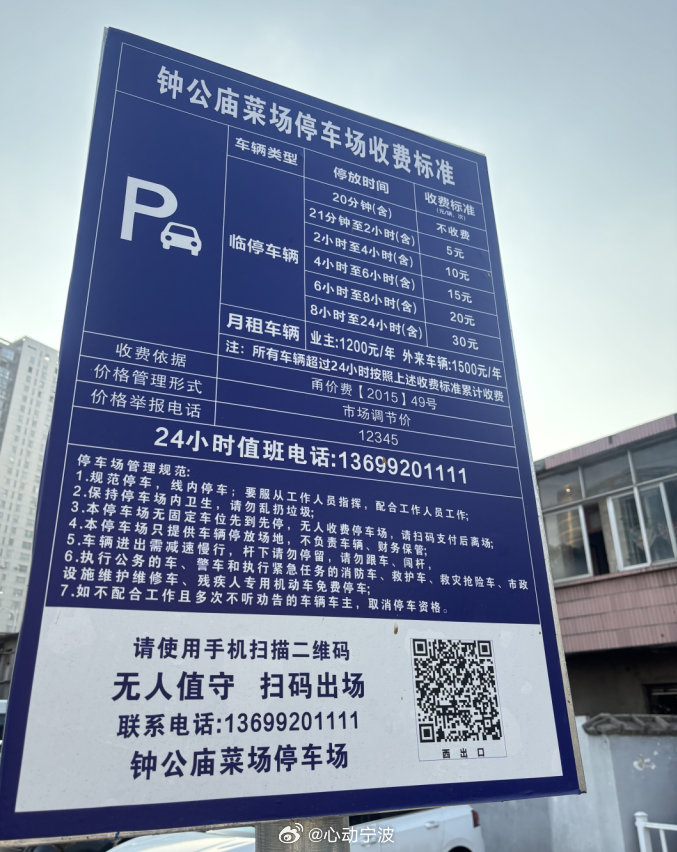 钟公庙菜场停车场收费标准
P
车辆类型 停放时间 收费标准
(元/辆、次)
临停车辆
20分钟(含) 不收费
21分钟至2小时(含) 5元
2小时至4小时(含) 10元
4小时至6小时(含) 15元
6小时至8小时(含) 20元
8小时至24小时(含) 30元
月租车辆 业主:1200元/年 外来车辆:1500元/年
注：所有车辆超过24小时按照上述收费标准累计收费
收费依据 甬价费【2015】49号
价格管理形式 市场调节价
价格举报电话 12345
24小时值班电话:13699201111
停车场管理规范:
1.规范停车，线内停车；要服从工作人员指挥，配合工作人员工作;
2.保持停车场内卫生，请勿乱扔垃圾;
3.本停车场无固定车位先到先停，无人收费停车场，请扫码支付后离场;
4.本停车场只提供车辆停放场地，不负责车辆、财务保管;
5.车辆进出需减速慢行，杆下请勿停留，请勿跟车、闯杆,
6.执行公务的车、警车和执行紧急任务的消防车、救护车、救灾抢险车、市政
设施维护维修车、残疾人专用机动车免费停车;
7.如不配合工作且多次不听劝告的车辆车主，取消停车资格。
请使用手机扫描二维码
无人值守 扫码出场
联系电话:13699201111
钟公庙菜场停车场
西出口
@心动宁波